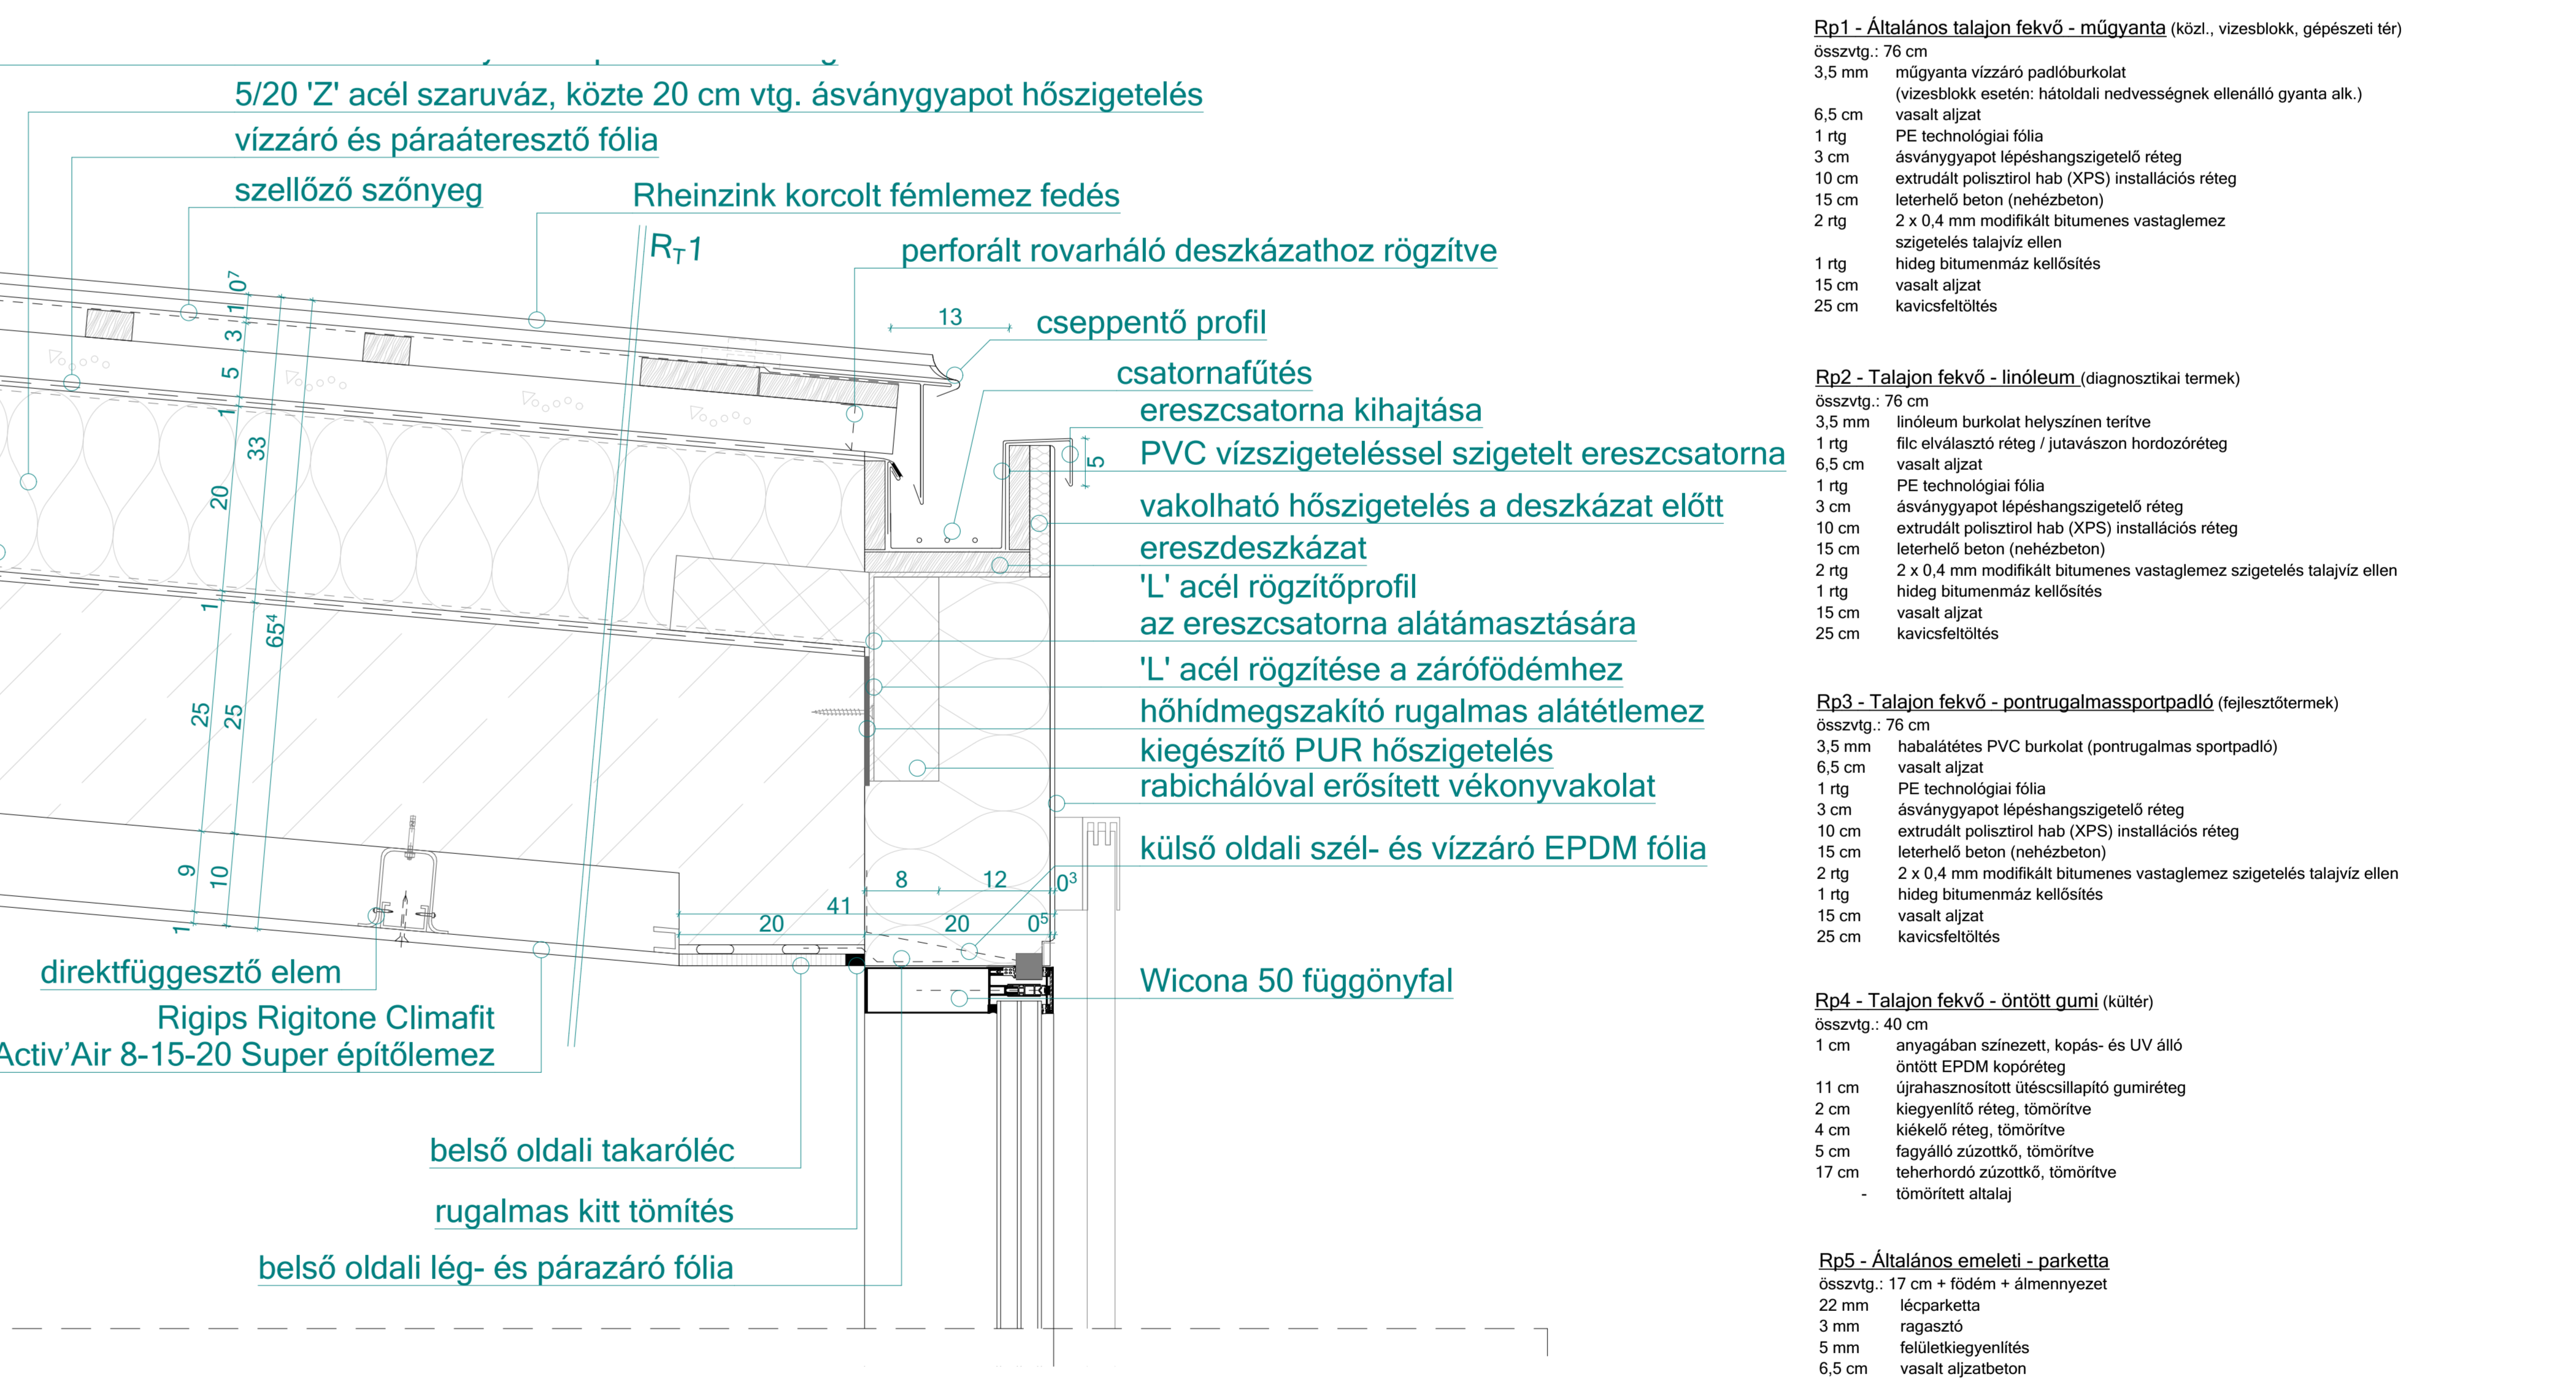 5/20 'Z' acél szaruváz, közte 20 cm vtg. ásványgyapot hőszigetelés
vízzáró és páraáteresztő fólia
szellőző szőnyeg
Rheinzink korcolt fémlemez fedés
RT1
perforált rovarháló deszkázathoz rögzítve
13
cseppentő profil
csatornafűtés
ereszcsatorna kihajtása
5
PVC vízszigeteléssel szigetelt ereszcsatorna
vakolható hőszigetelés a deszkázat előtt
ereszdeszkázat
'L' acél rögzítőprofil
az ereszcsatorna alátámasztására
'L' acél rögzítése a zárófödémhez
hőhídmegszakító rugalmas alátétlemez
kiegészítő PUR hőszigetelés
rabichálóval erősített vékonyvakolat
külső oldali szél- és vízzáró EPDM fólia
Wicona 50 függönyfal
0⁷
1
3
5
1
33
20
1
65⁴
25
25
9
10
1
8
12
0³
41
20
20
0⁵
direktfüggesztő elem
Rigips Rigitone Climafit
Activ'Air 8-15-20 Super építőlemez
belső oldali takaróléc
rugalmas kitt tömítés
belső oldali lég- és párazáró fólia
Rp1 - Általános talajon fekvő - műgyanta (közl., vizesblokk, gépészeti tér)
összvtg.: 76 cm
3,5 mm műgyanta vízzáró padlóburkolat
(vizesblokk esetén: hátoldali nedvességnek ellenálló gyanta alk.)
6,5 cm vasalt aljzat
1 rtg PE technológiai fólia
3 cm ásványgyapot lépéshangszigetelő réteg
10 cm extrudált polisztirol hab (XPS) installációs réteg
15 cm leterhelő beton (nehézbeton)
2 rtg 2 x 0,4 mm modifikált bitumenes vastaglemez
szigetelés talajvíz ellen
1 rtg hideg bitumenmáz kellősítés
15 cm vasalt aljzat
25 cm kavicsfeltöltés
Rp2 - Talajon fekvő - linóleum (diagnosztikai termek)
összvtg.: 76 cm
3,5 mm linóleum burkolat helyszínen terítve
1 rtg filc elválasztó réteg / jutavászon hordozóréteg
6,5 cm vasalt aljzat
1 rtg PE technológiai fólia
3 cm ásványgyapot lépéshangszigetelő réteg
10 cm extrudált polisztirol hab (XPS) installációs réteg
15 cm leterhelő beton (nehézbeton)
2 rtg 2 x 0,4 mm modifikált bitumenes vastaglemez szigetelés talajvíz ellen
1 rtg hideg bitumenmáz kellősítés
15 cm vasalt aljzat
25 cm kavicsfeltöltés
Rp3 - Talajon fekvő - pontrugalmassportpadló (fejlesztőtermek)
összvtg.: 76 cm
3,5 mm habalátétes PVC burkolat (pontrugalmas sportpadló)
6,5 cm vasalt aljzat
1 rtg PE technológiai fólia
3 cm ásványgyapot lépéshangszigetelő réteg
10 cm extrudált polisztirol hab (XPS) installációs réteg
15 cm leterhelő beton (nehézbeton)
2 rtg 2 x 0,4 mm modifikált bitumenes vastaglemez szigetelés talajvíz ellen
1 rtg hideg bitumenmáz kellősítés
15 cm vasalt aljzat
25 cm kavicsfeltöltés
Rp4 - Talajon fekvő - öntött gumi (kültér)
összvtg.: 40 cm
1 cm anyagában színezett, kopás- és UV álló
öntött EPDM kopóréteg
11 cm újrahasznosított ütéscsillapító gumiréteg
2 cm kiegyenlítő réteg, tömörítve
4 cm kiékelő réteg, tömörítve
5 cm fagyálló zúzottkő, tömörítve
17 cm teherhordó zúzottkő, tömörítve
- tömörített altalaj
Rp5 - Általános emeleti - parketta
összvtg.: 17 cm + födém + álmennyezet
22 mm lécparketta
3 mm ragasztó
5 mm felületkiegyenlítés
6,5 cm vasalt aljzatbeton